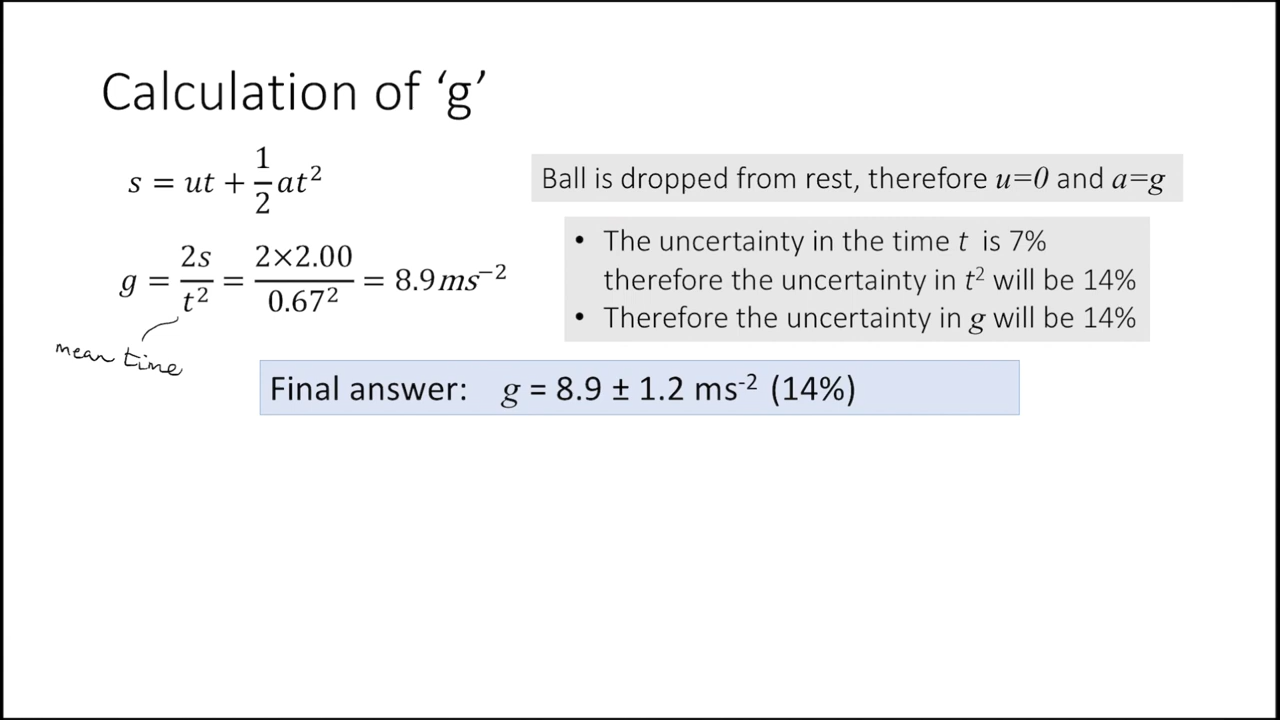 Calculation of ‘g’
s = ut + 1/2 at²
Ball is dropped from rest, therefore u=0 and a=g
g = 2s/t² = 2×2.00/0.67² = 8.9ms⁻²
mean time
• The uncertainty in the time t is 7%
therefore the uncertainty in t² will be 14%
• Therefore the uncertainty in g will be 14%
Final answer: g = 8.9 ± 1.2 ms⁻² (14%)